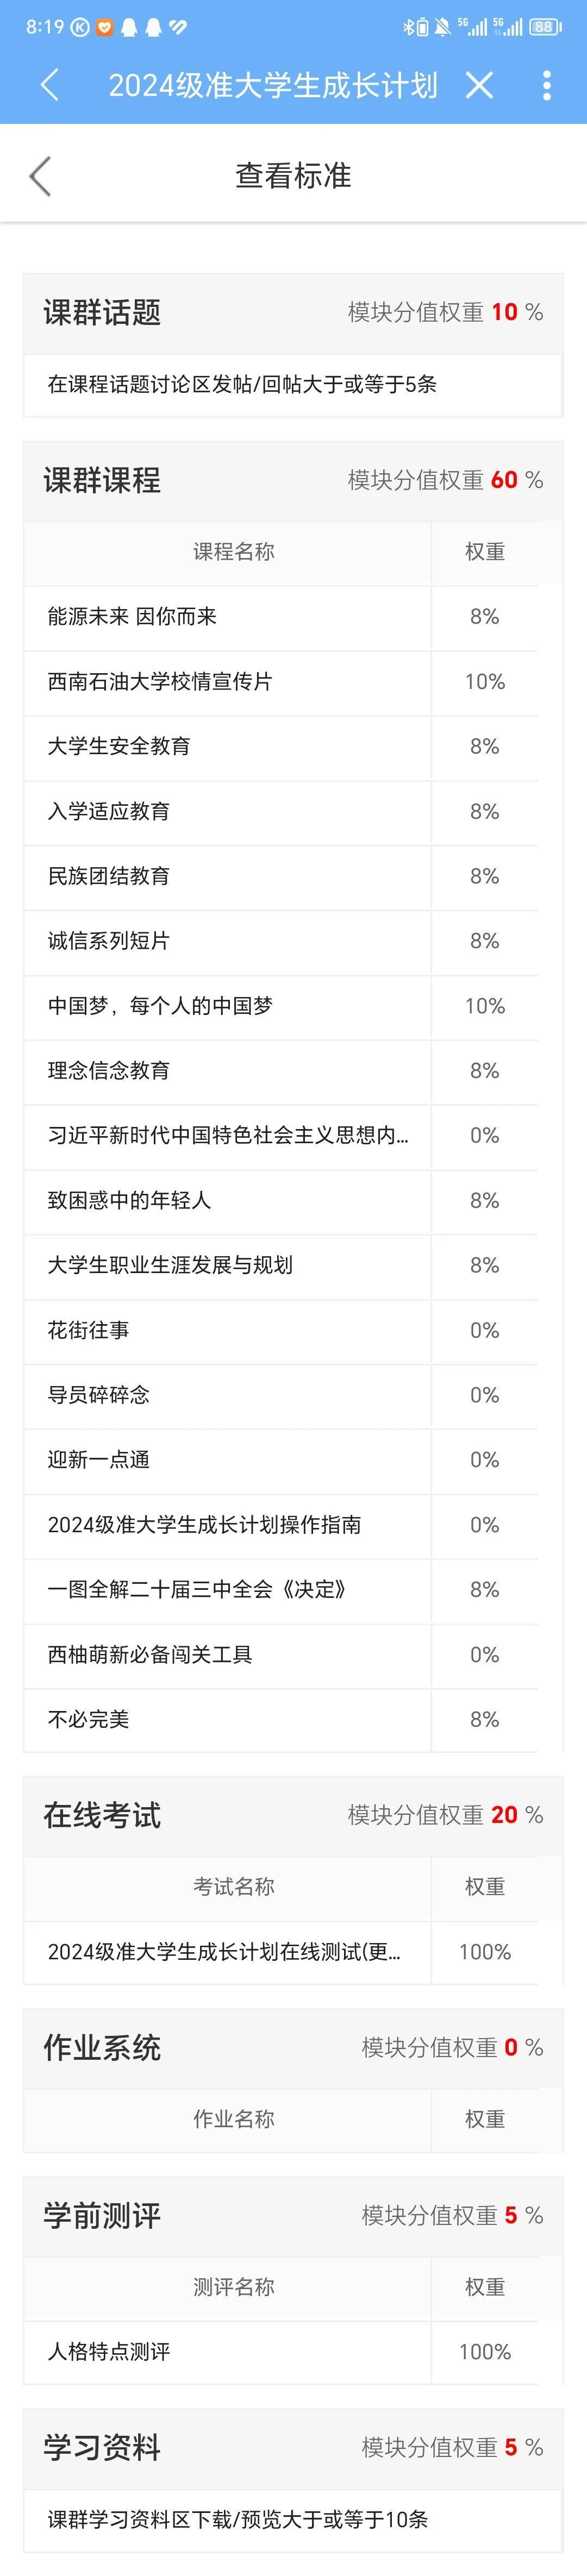 8:19
5G 5G 88
2024级准大学生成长计划
查看标准
课群话题 模块分值权重 10 %
在课程话题讨论区发帖/回帖大于或等于5条
课群课程 模块分值权重 60 %
课程名称 权重
能源未来 因你而来 8%
西南石油大学校情宣传片 10%
大学生安全教育 8%
入学适应教育 8%
民族团结教育 8%
诚信系列短片 8%
中国梦，每个人的中国梦 10%
理念信念教育 8%
习近平新时代中国特色社会主义思想内... 0%
致困惑中的年轻人 8%
大学生职业生涯发展与规划 8%
花街往事 0%
导员碎碎念 0%
迎新一点通 0%
2024级准大学生成长计划操作指南 0%
一图全解二十届三中全会《决定》 8%
西柚萌新必备闯关工具 0%
不必完美 8%
在线考试 模块分值权重 20 %
考试名称 权重
2024级准大学生成长计划在线测试(更... 100%
作业系统 模块分值权重 0 %
作业名称 权重
学前测评 模块分值权重 5 %
测评名称 权重
人格特点测评 100%
学习资料 模块分值权重 5 %
课群学习资料区下载/预览大于或等于10条